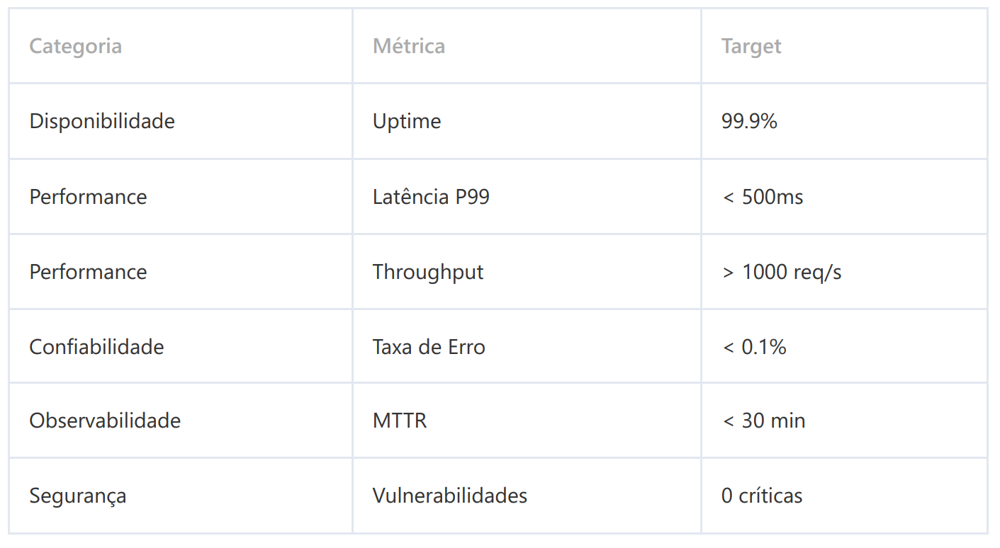 Categoria Métrica Target
Disponibilidade Uptime 99.9%
Performance Latência P99 < 500ms
Performance Throughput > 1000 req/s
Confiabilidade Taxa de Erro < 0.1%
Observabilidade MTTR < 30 min
Segurança Vulnerabilidades 0 críticas